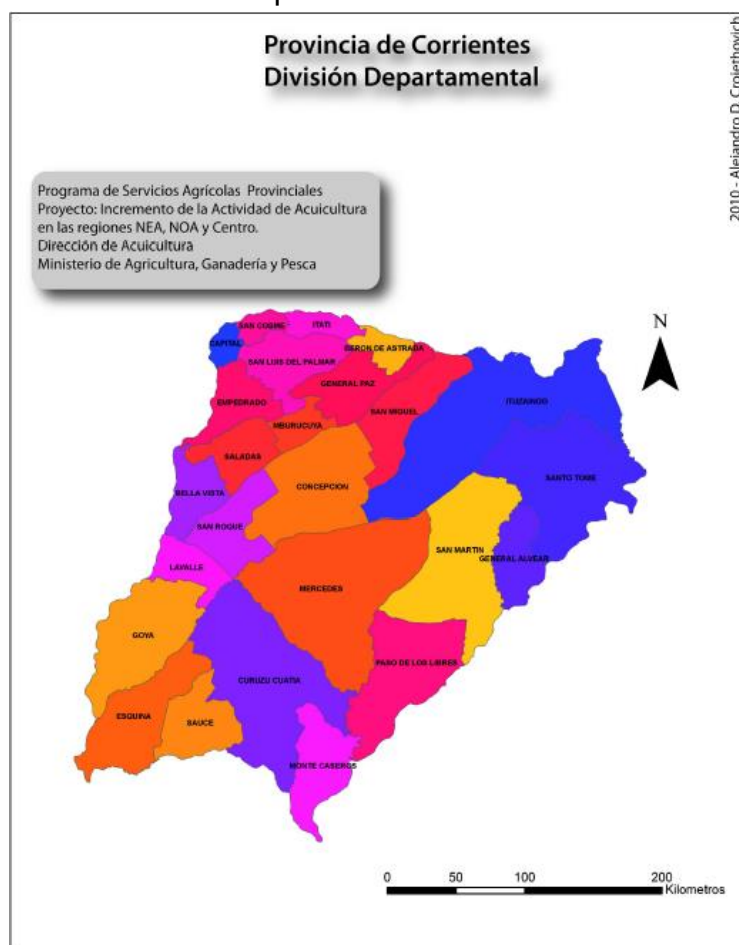 Provincia de Corrientes
División Departamental
2010 - Alejandro D. Crojethovich
Programa de Servicios Agrícolas Provinciales
Proyecto: Incremento de la Actividad de Acuicultura
en las regiones NEA, NOA y Centro.
Dirección de Acuicultura
Ministerio de Agricultura, Ganadería y Pesca
N
SAN COSME
ITATI
CAPITAL
BERON DE ASTRADA
SAN LUIS DEL PALMAR
GENERAL PAZ
EMPEDRADO
ITUZAINGO
SAN MIGUEL
MBURUCUYA
SALADAS
SANTO TOME
CONCEPCION
BELLA VISTA
SAN ROQUE
SAN MARTIN
GENERAL ALVEAR
LAVALLE
MERCEDES
GOYA
PASO DE LOS LIBRES
CURUZU CUATIA
ESQUINA
SAUCE
MONTE CASEROS
0 50 100 200
Kilometros